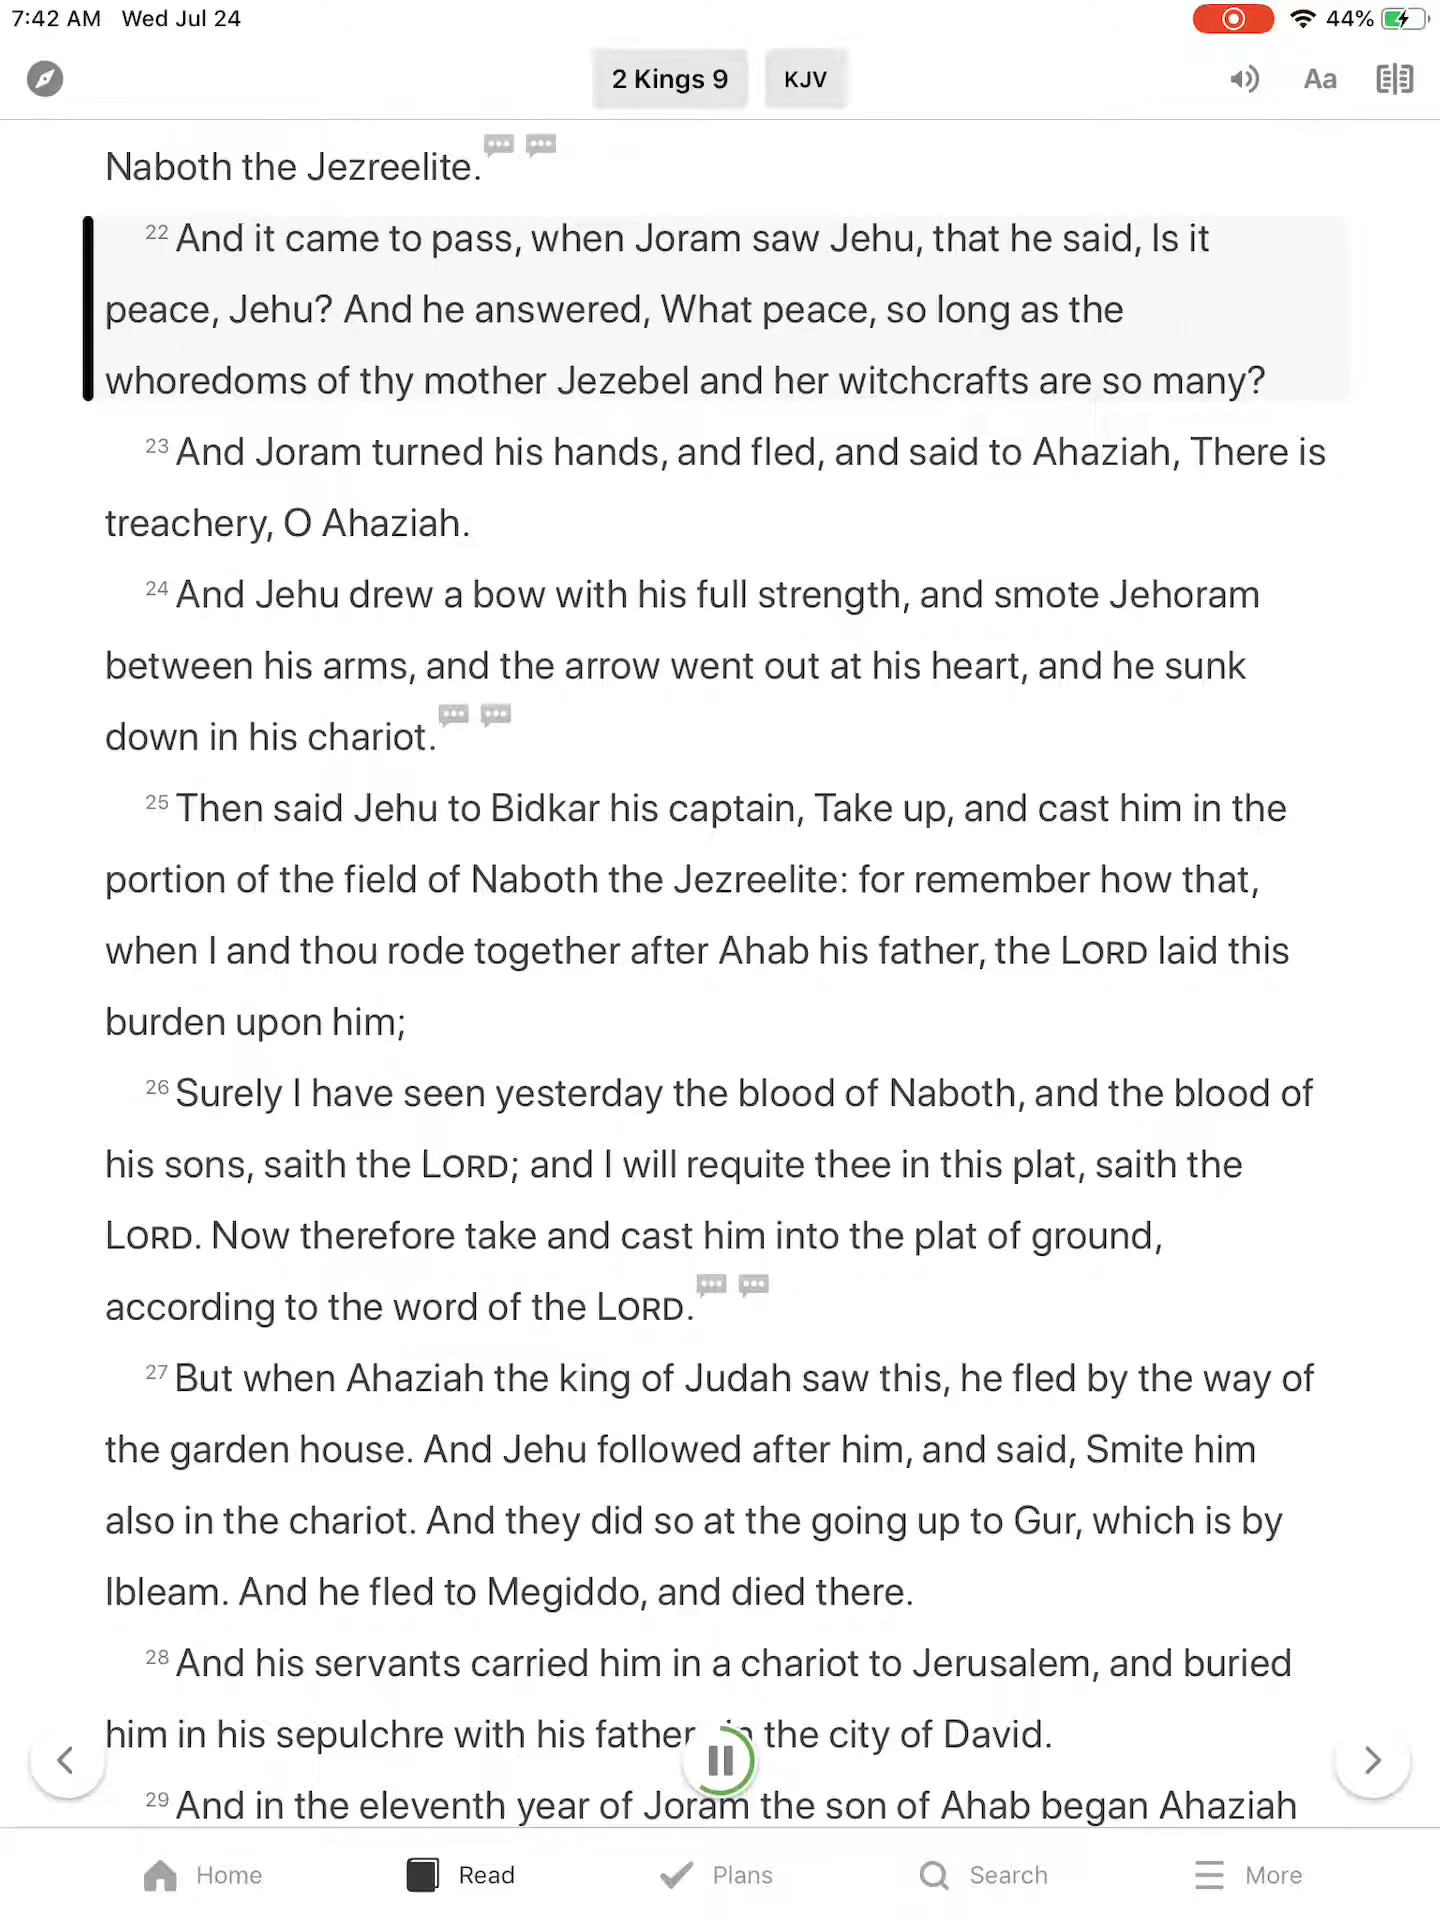 7:42 AM Wed Jul 24 44%
2 Kings 9 KJV Aa
Naboth the Jezreelite.
22 And it came to pass, when Joram saw Jehu, that he said, Is it
peace, Jehu? And he answered, What peace, so long as the
whoredoms of thy mother Jezebel and her witchcrafts are so many?
23 And Joram turned his hands, and fled, and said to Ahaziah, There is
treachery, O Ahaziah.
24 And Jehu drew a bow with his full strength, and smote Jehoram
between his arms, and the arrow went out at his heart, and he sunk
down in his chariot.
25 Then said Jehu to Bidkar his captain, Take up, and cast him in the
portion of the field of Naboth the Jezreelite: for remember how that,
when I and thou rode together after Ahab his father, the LORD laid this
burden upon him;
26 Surely I have seen yesterday the blood of Naboth, and the blood of
his sons, saith the LORD; and I will requite thee in this plat, saith the
LORD. Now therefore take and cast him into the plat of ground,
according to the word of the LORD.
27 But when Ahaziah the king of Judah saw this, he fled by the way of
the garden house. And Jehu followed after him, and said, Smite him
also in the chariot. And they did so at the going up to Gur, which is by
Ibleam. And he fled to Megiddo, and died there.
28 And his servants carried him in a chariot to Jerusalem, and buried
him in his sepulchre with his father in the city of David.
29 And in the eleventh year of Joram the son of Ahab began Ahaziah
Home Read Plans Search More